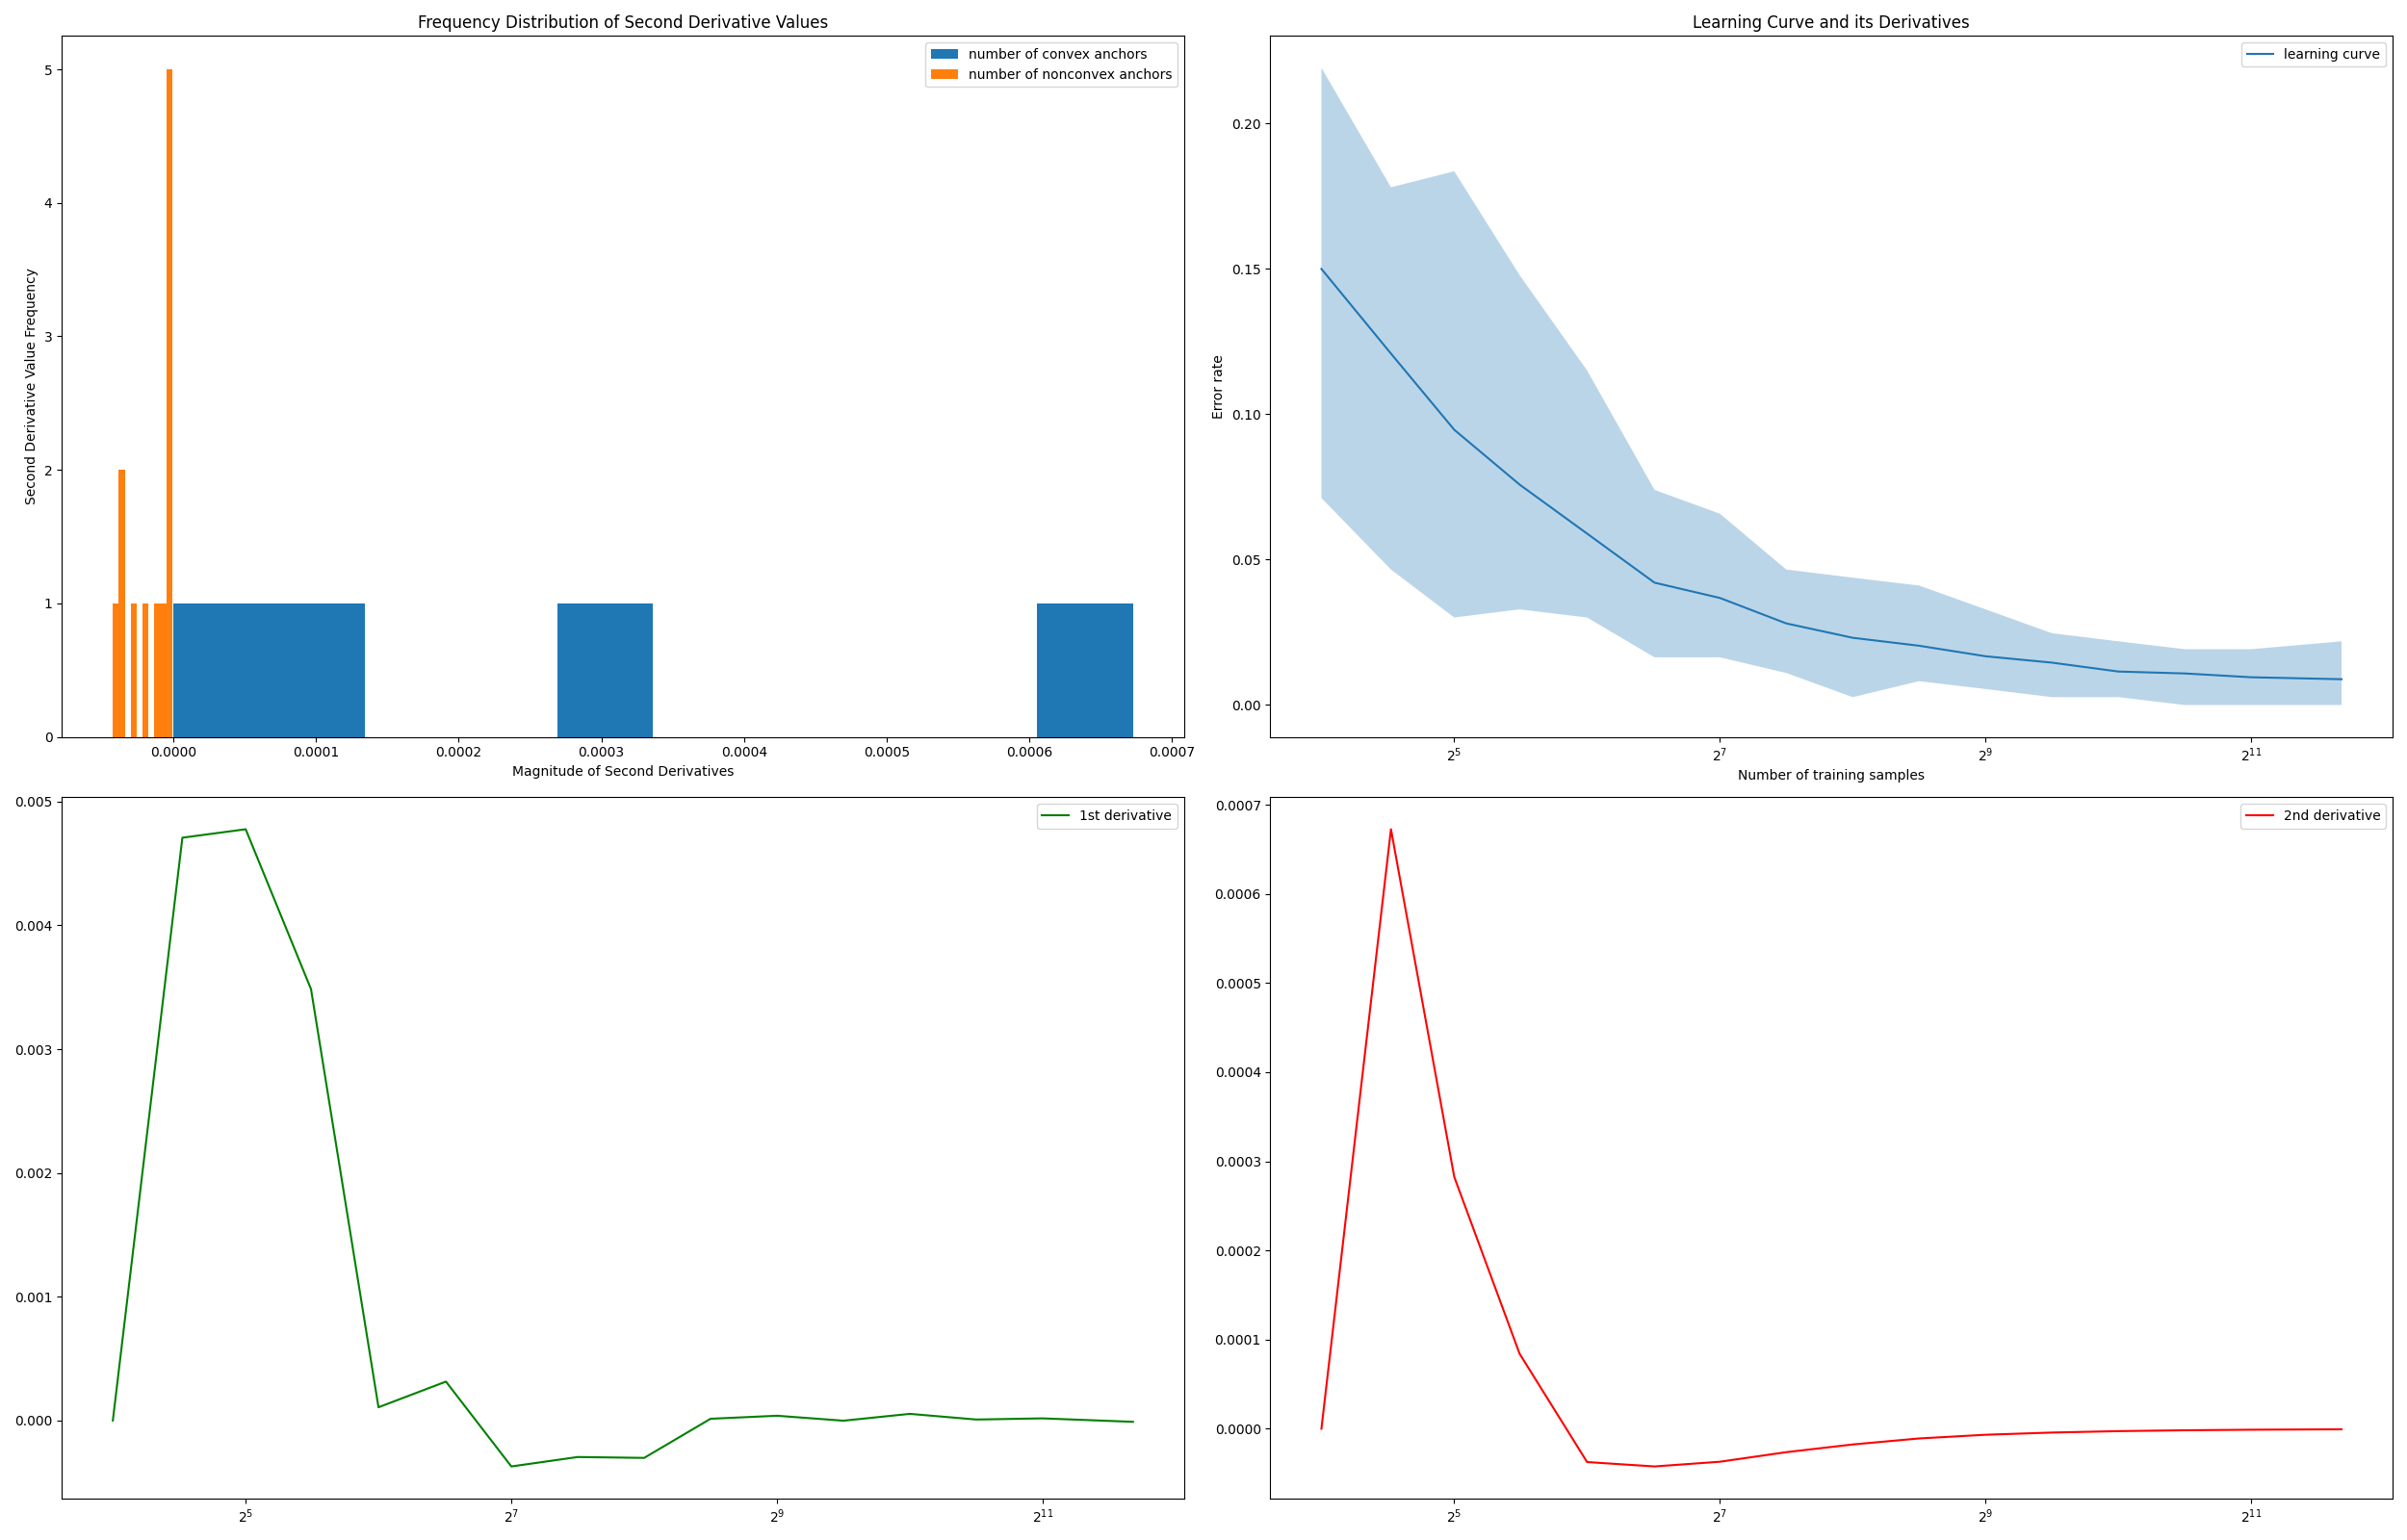 Frequency Distribution of Second Derivative Values
number of convex anchors
number of nonconvex anchors
5
4
3
2
1
0
Second Derivative Value Frequency
0.0000 0.0001 0.0002 0.0003 0.0004 0.0005 0.0006 0.0007
Magnitude of Second Derivatives
Learning Curve and its Derivatives
learning curve
0.20
0.15
0.10
0.05
0.00
Error rate
2⁵ 2⁷ 2⁹ 2¹¹
Number of training samples
1st derivative
0.005
0.004
0.003
0.002
0.001
0.000
2⁵ 2⁷ 2⁹ 2¹¹
2nd derivative
0.0007
0.0006
0.0005
0.0004
0.0003
0.0002
0.0001
0.0000
2⁵ 2⁷ 2⁹ 2¹¹